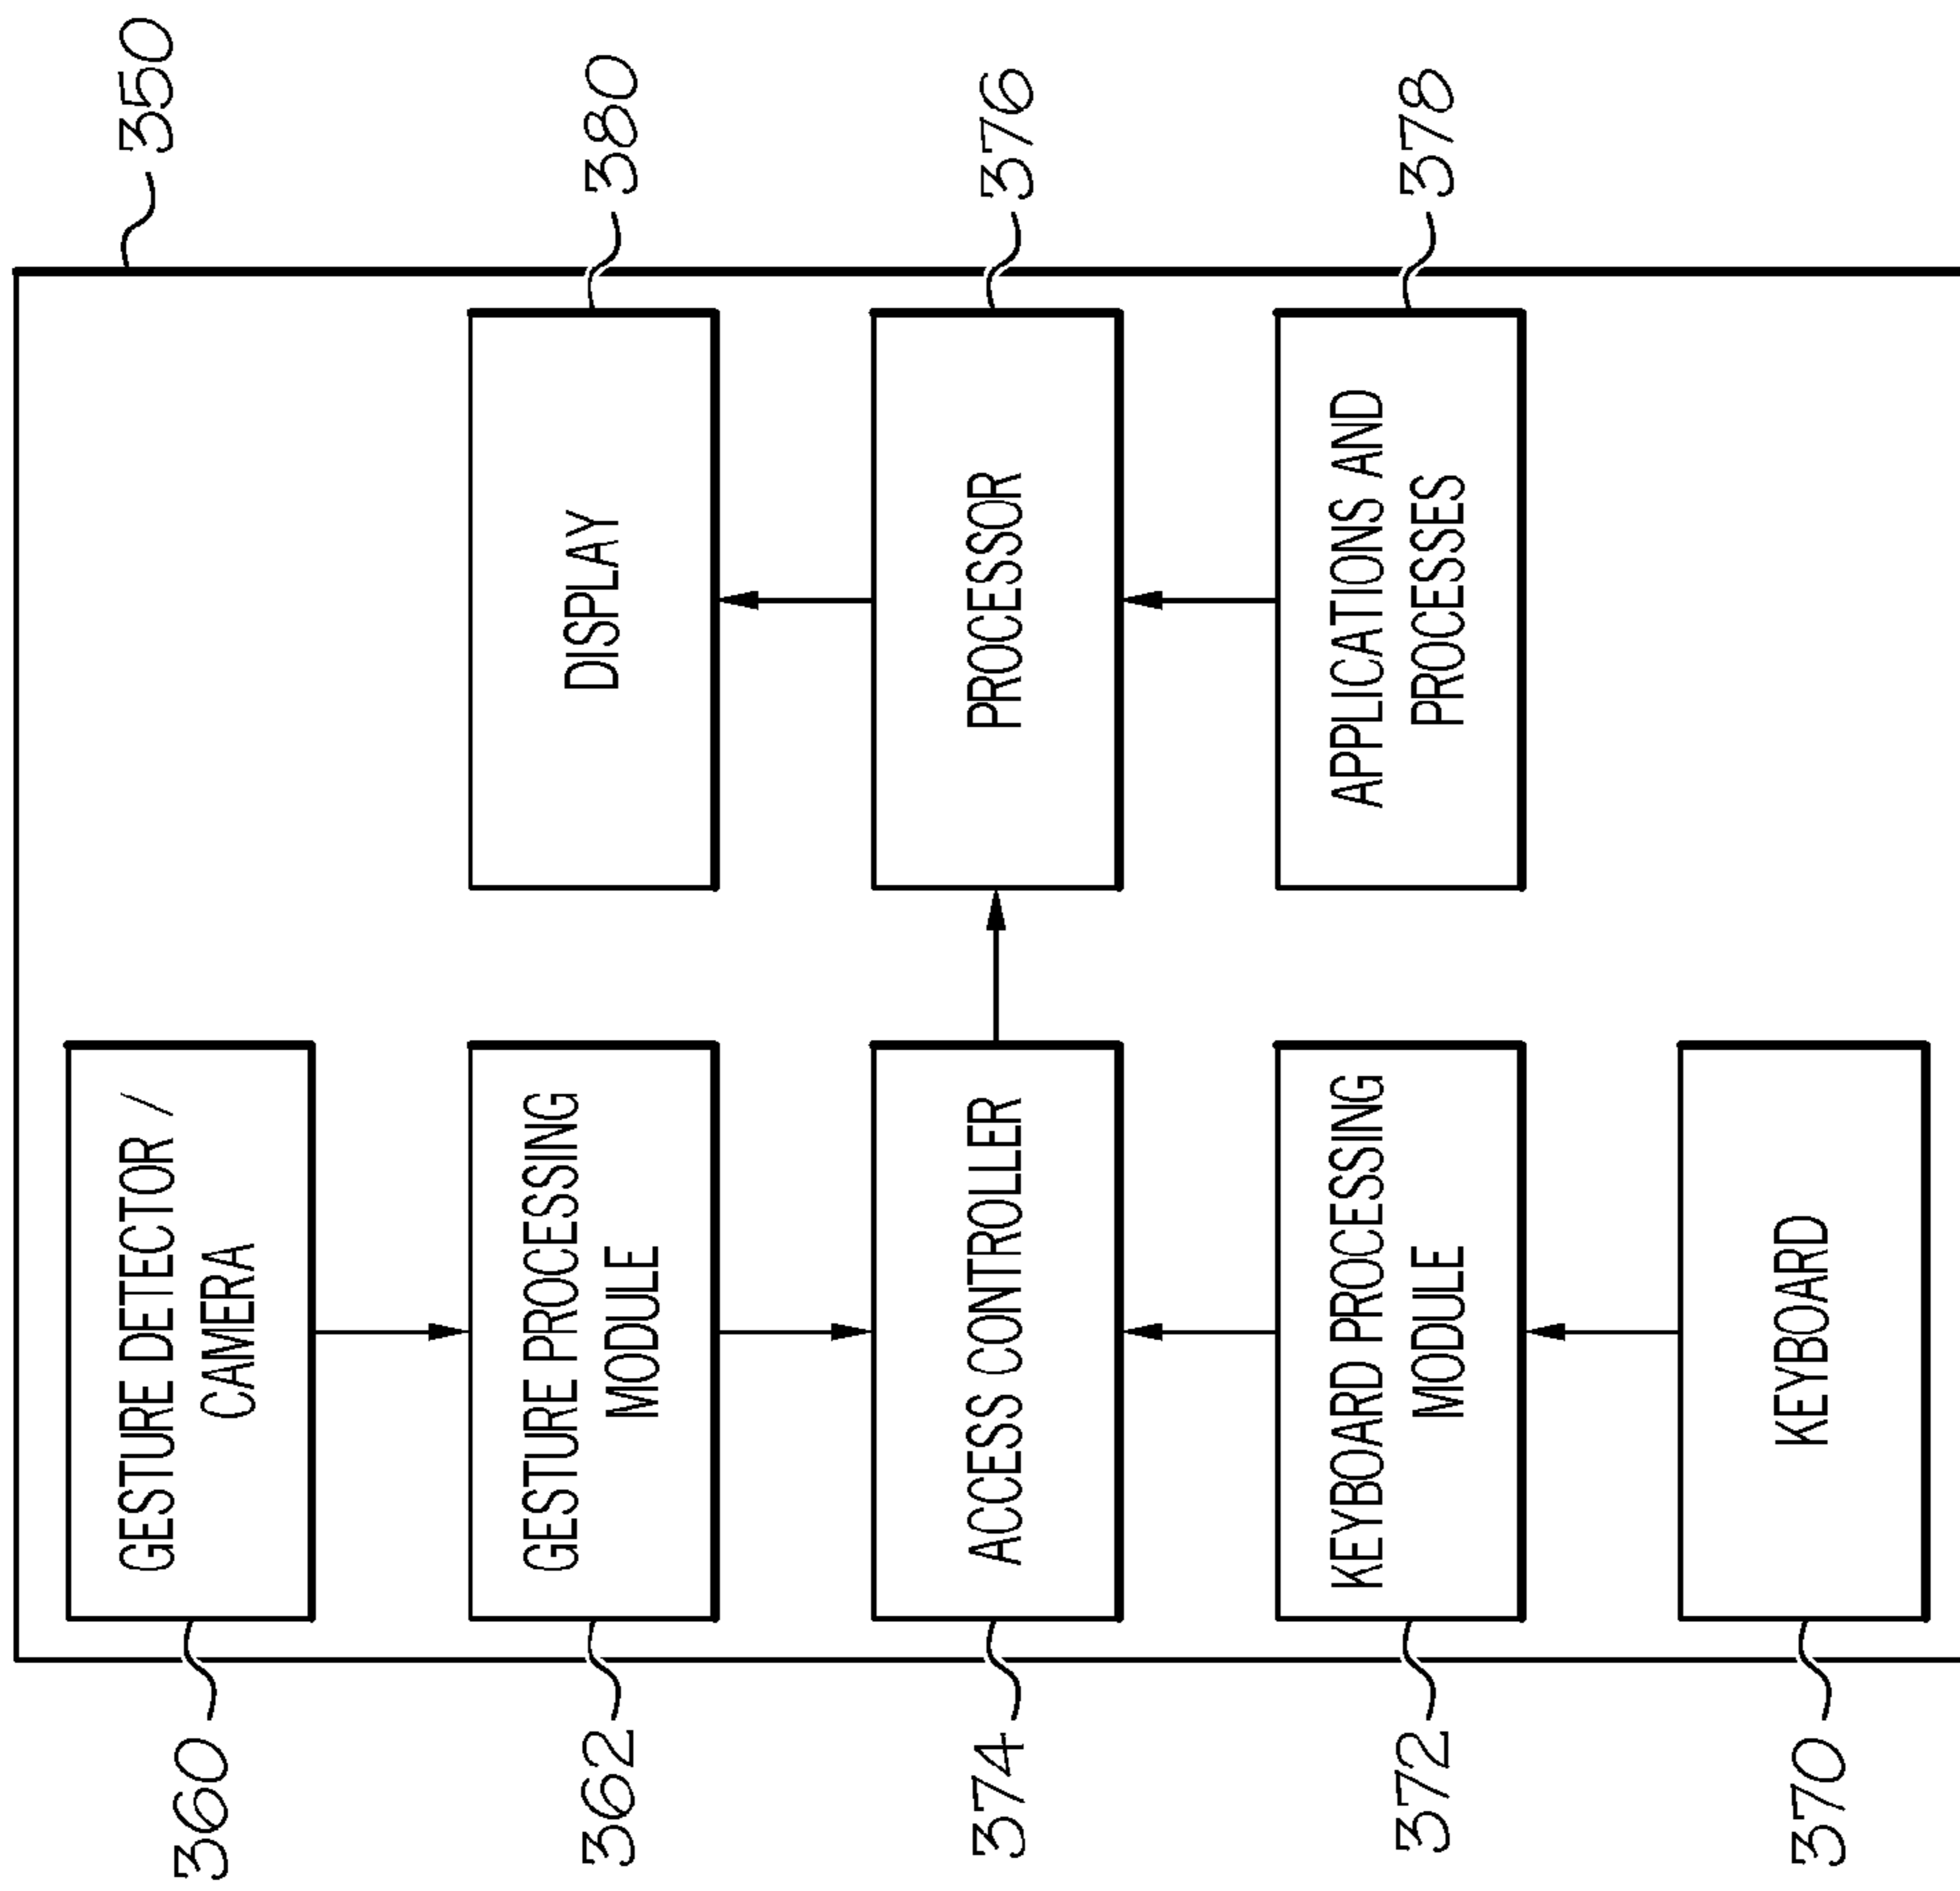 350
380
376
378
DISPLAY
PROCESSOR
APPLICATIONS AND
PROCESSES
GESTURE DETECTOR /
CAMERA
GESTURE PROCESSING
MODULE
ACCESS CONTROLLER
KEYBOARD PROCESSING
MODULE
KEYBOARD
360
362
374
372
370